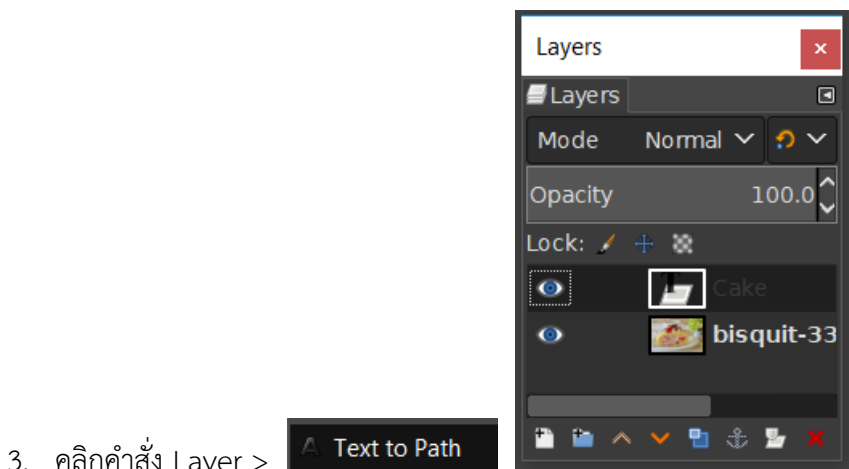 Layers
Layers
Mode Normal
Opacity 100.0
Lock:
Cake
bisquit-33
3. คลิกคำสั่ง Layer > Text to Path